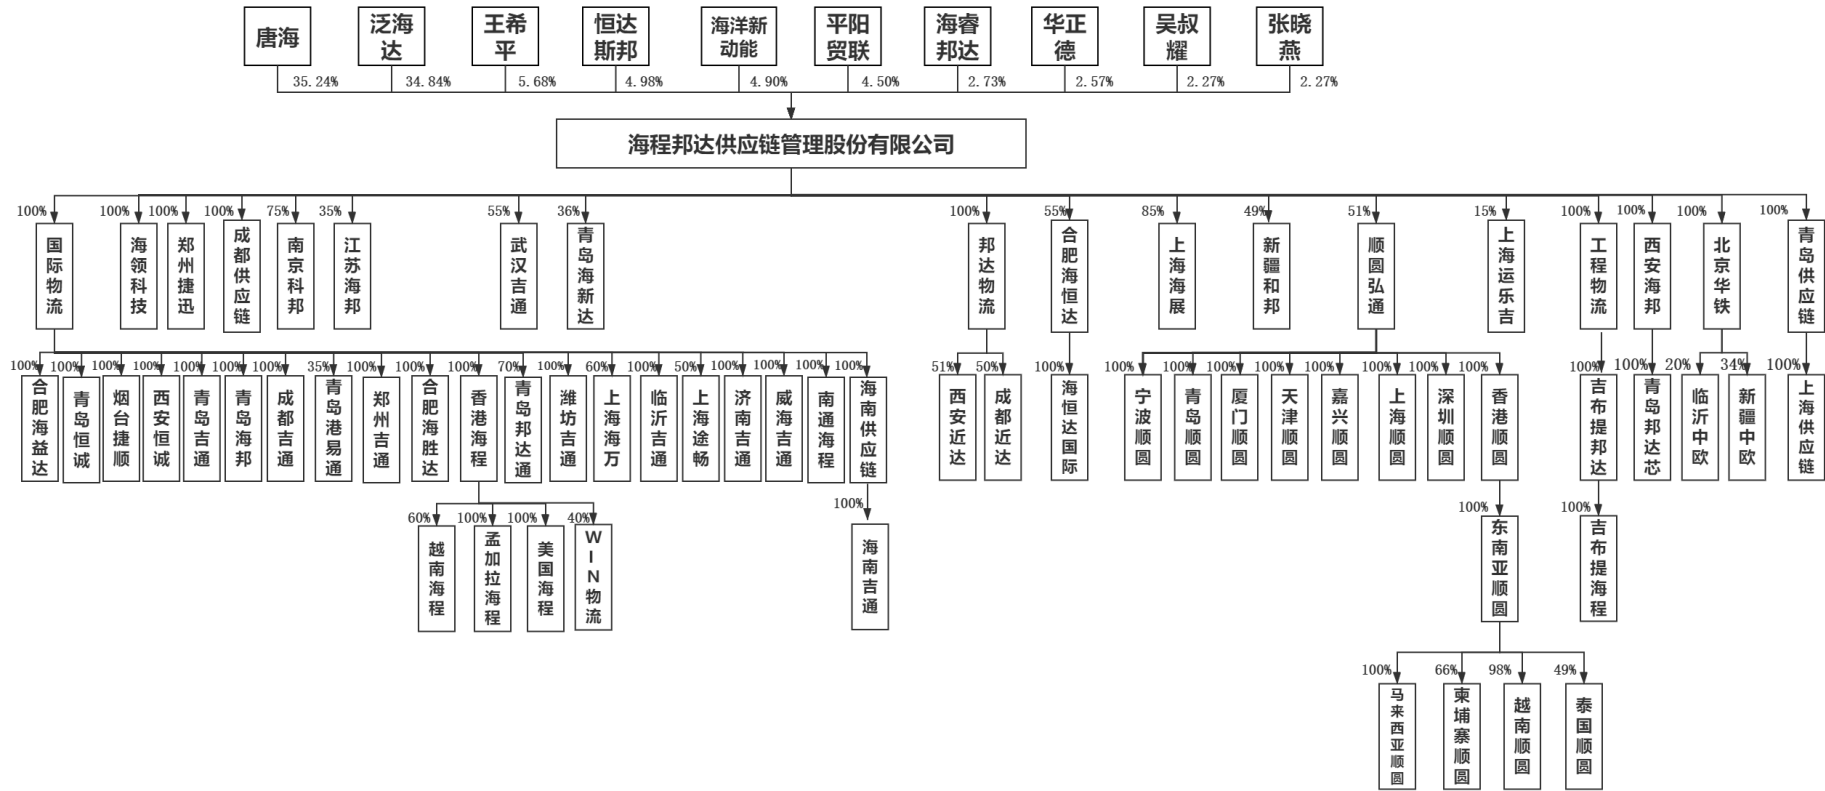 唐海
泛海达
王希平
恒达斯邦
海洋新动能
平阳贸联
海睿邦达
华正德
吴叔耀
张晓燕
35.24%
34.84%
5.68%
4.98%
4.90%
4.50%
2.73%
2.57%
2.27%
2.27%
海程邦达供应链管理股份有限公司
100%
100%
100%
100%
75%
35%
55%
36%
100%
55%
85%
49%
51%
15%
100%
100%
100%
100%
国际物流
海领科技
郑州捷迅
成都供应链
南京科邦
江苏海邦
武汉吉通
青岛海新达
邦达物流
合肥海恒达
上海海展
新疆和邦
顺圆弘通
上海运乐吉
工程物流
西安海邦
北京华铁
青岛供应链
100%
100%
100%
100%
100%
100%
100%
35%
100%
100%
100%
70%
100%
60%
100%
50%
100%
100%
100%
100%
51%
50%
100%
100%
100%
100%
100%
100%
100%
100%
100%
100%
100%
20%
34%
100%
合肥海益达
青岛恒诚
烟台捷顺
西安恒诚
青岛吉通
青岛海邦
成都吉通
青岛港易通
郑州吉通
合肥海胜达
香港海程
青岛邦达通
潍坊吉通
上海海万
临沂吉通
上海途畅
济南吉通
威海吉通
南通海程
海南供应链
西安近达
成都近达
海恒达国际
宁波顺圆
青岛顺圆
厦门顺圆
天津顺圆
嘉兴顺圆
上海顺圆
深圳顺圆
香港顺圆
吉布提邦达
青岛邦达芯
临沂中欧
新疆中欧
上海供应链
60%
100%
100%
40%
100%
100%
100%
越南海程
孟加拉海程
美国海程
WIN物流
海南吉通
东南亚顺圆
吉布提海程
100%
66%
98%
49%
马来西亚顺圆
柬埔寨顺圆
越南顺圆
泰国顺圆